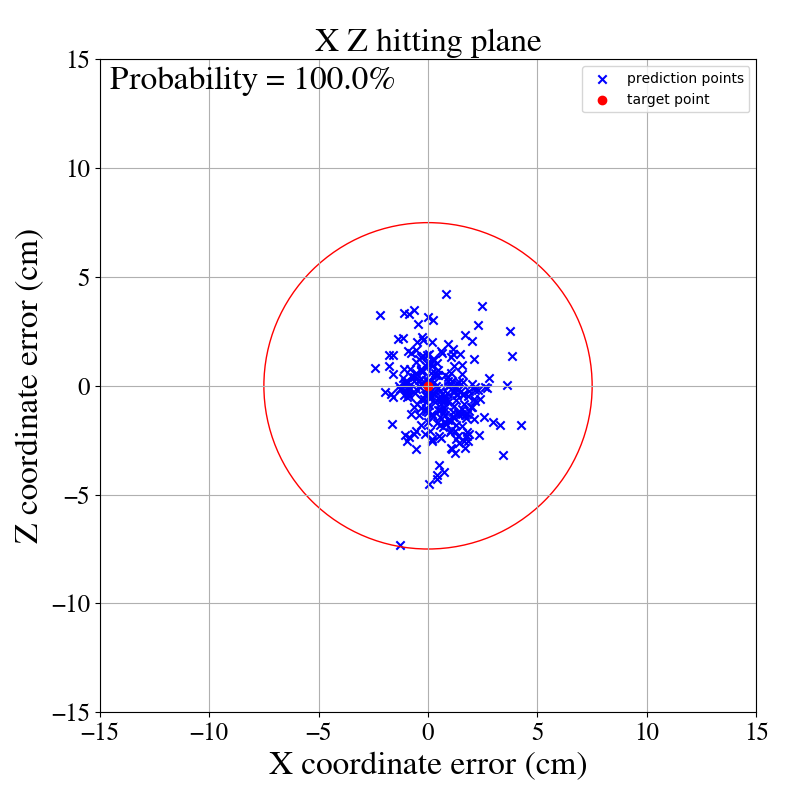 X Z hitting plane
Probability = 100.0%
prediction points
target point
15
10
5
0
−5
−10
−15
−15
−10
−5
0
5
10
15
Z coordinate error (cm)
X coordinate error (cm)